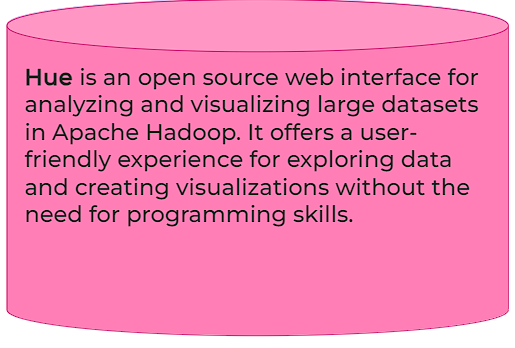 Hue is an open source web interface for
analyzing and visualizing large datasets
in Apache Hadoop. It offers a user-
friendly experience for exploring data
and creating visualizations without the
need for programming skills.